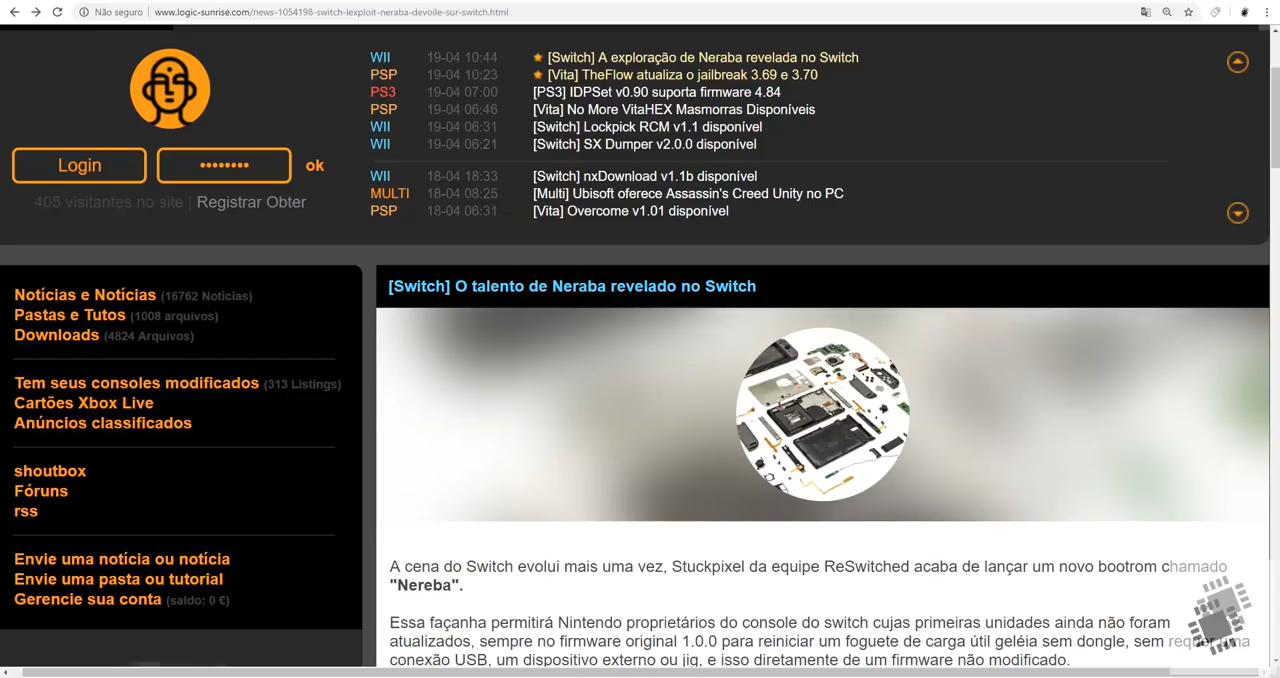 Não seguro
www.logic-sunrise.com/news-1054198-switch-lexploit-neraba-devoile-sur-switch.html
WII 19-04 10:44 [Switch] A exploração de Neraba revelada no Switch
PSP 19-04 10:23 [Vita] TheFlow atualiza o jailbreak 3.69 e 3.70
PS3 19-04 07:00 [PS3] IDPSet v0.90 suporta firmware 4.84
PSP 19-04 06:46 [Vita] No More VitaHEX Masmorras Disponíveis
WII 19-04 06:31 [Switch] Lockpick RCM v1.1 disponível
WII 19-04 06:21 [Switch] SX Dumper v2.0.0 disponível
WII 18-04 18:33 [Switch] nxDownload v1.1b disponível
MULTI 18-04 08:25 [Multi] Ubisoft oferece Assassin's Creed Unity no PC
PSP 18-04 06:31 [Vita] Overcome v1.01 disponível
Login •••••••• ok
405 visitantes no site | Registrar Obter
Notícias e Notícias (16762 Noticias)
Pastas e Tutos (1008 arquivos)
Downloads (4824 Arquivos)
Tem seus consoles modificados (313 Listings)
Cartões Xbox Live
Anúncios classificados
shoutbox
Fóruns
rss
Envie uma notícia ou notícia
Envie uma pasta ou tutorial
Gerencie sua conta (saldo: 0 €)
[Switch] O talento de Neraba revelado no Switch
A cena do Switch evolui mais uma vez, Stuckpixel da equipe ReSwitched acaba de lançar um novo bootrom chamado
"Nereba".
Essa façanha permitirá Nintendo proprietários do console do switch cujas primeiras unidades ainda não foram
atualizados, sempre no firmware original 1.0.0 para reiniciar um foguete de carga útil geléia sem dongle, sem requer uma
conexão USB, um dispositivo externo ou jig, e isso diretamente de um firmware não modificado.